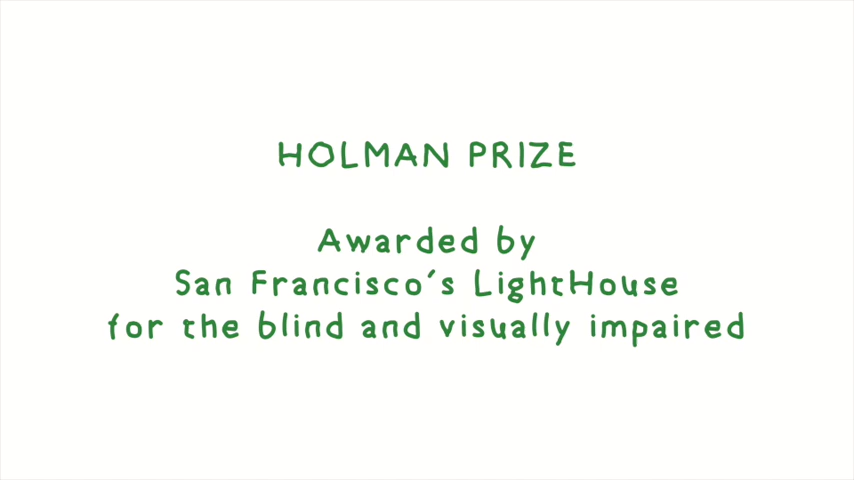 HOLMAN PRIZE
Awarded by
San Francisco's LightHouse
for the blind and visually impaired